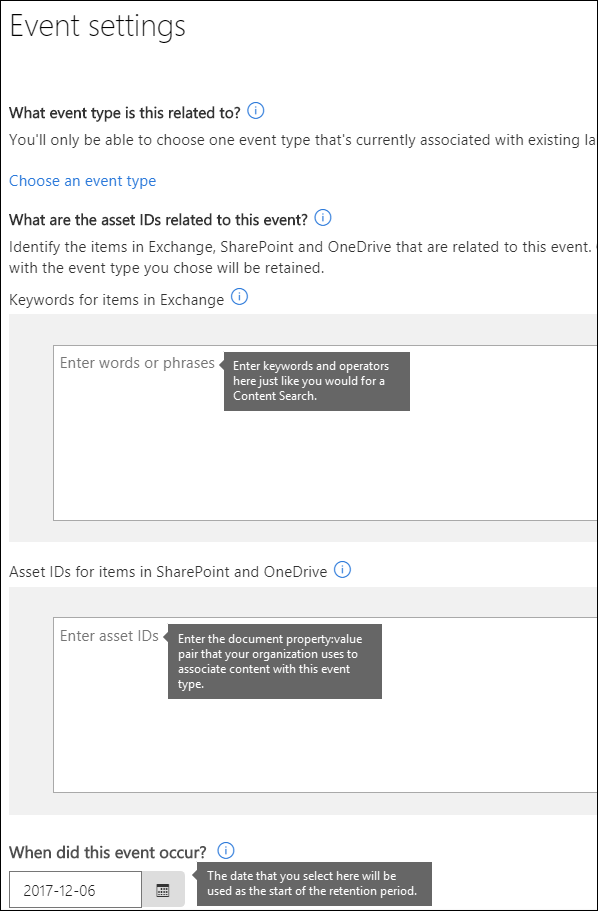 Event settings
What event type is this related to?
You'll only be able to choose one event type that's currently associated with existing la
Choose an event type
What are the asset IDs related to this event?
Identify the items in Exchange, SharePoint and OneDrive that are related to this event.
with the event type you chose will be retained.
Keywords for items in Exchange
Enter words or phrases
Enter keywords and operators
here just like you would for a
Content Search.
Asset IDs for items in SharePoint and OneDrive
Enter asset IDs
Enter the document property:value
pair that your organization uses to
associate content with this event
type.
When did this event occur?
2017-12-06
The date that you select here will be
used as the start of the retention period.